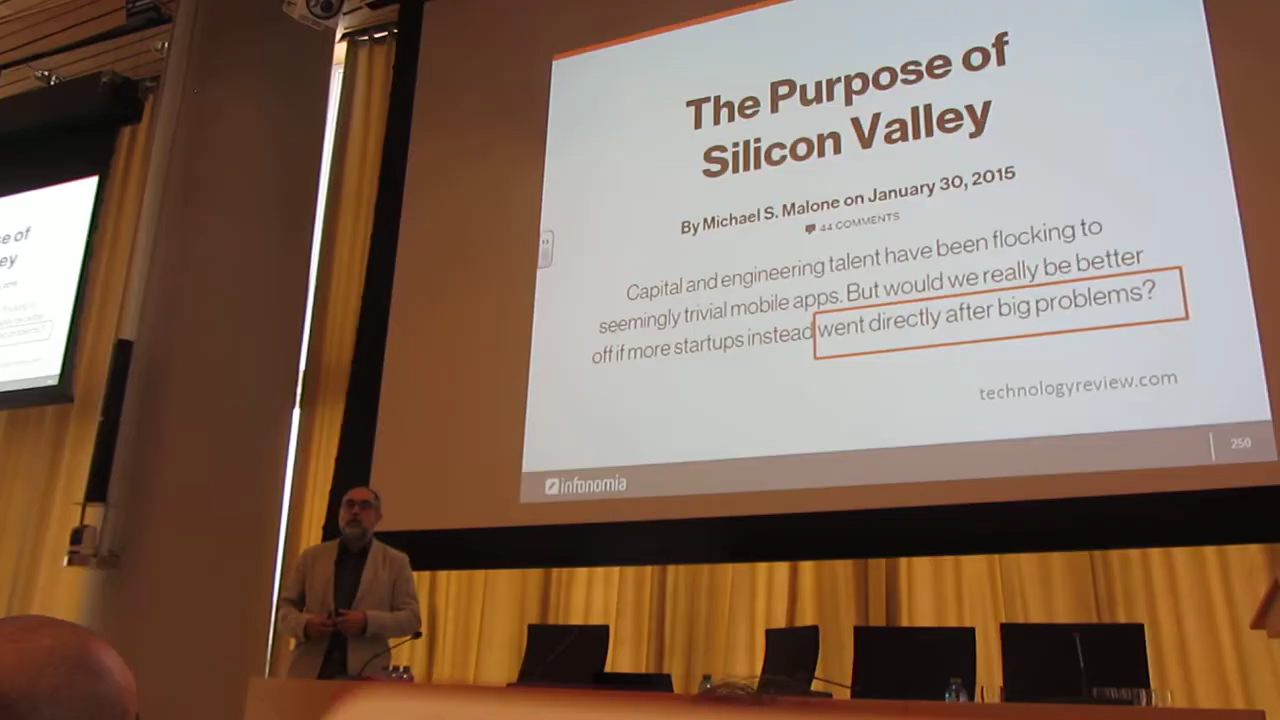 The Purpose of
Silicon Valley
By Michael S. Malone on January 30, 2015
44 COMMENTS
Capital and engineering talent have been flocking to
seemingly trivial mobile apps. But would we really be better
off if more startups instead went directly after big problems?
technologyreview.com
infonomia
250
e of
ey